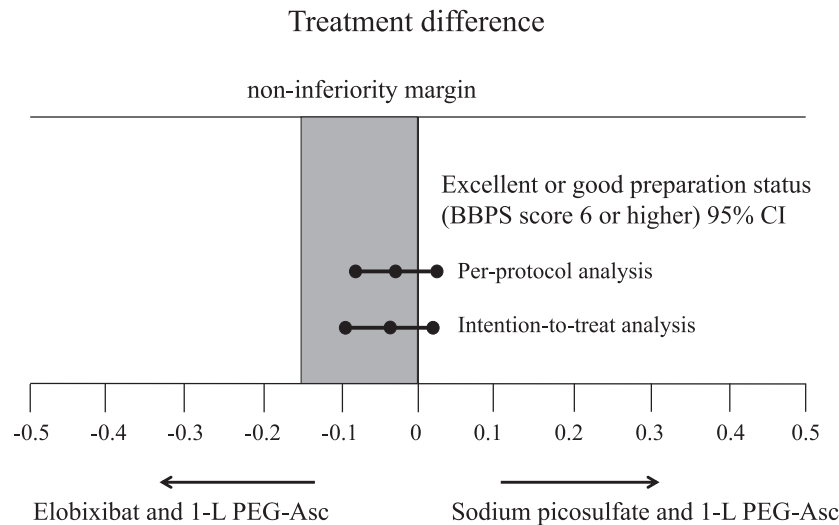 Treatment difference
non-inferiority margin
Excellent or good preparation status
(BBPS score 6 or higher) 95% CI
Per-protocol analysis
Intention-to-treat analysis
-0.5 -0.4 -0.3 -0.2 -0.1 0 0.1 0.2 0.3 0.4 0.5
Elobixibat and 1-L PEG-Asc Sodium picosulfate and 1-L PEG-Asc